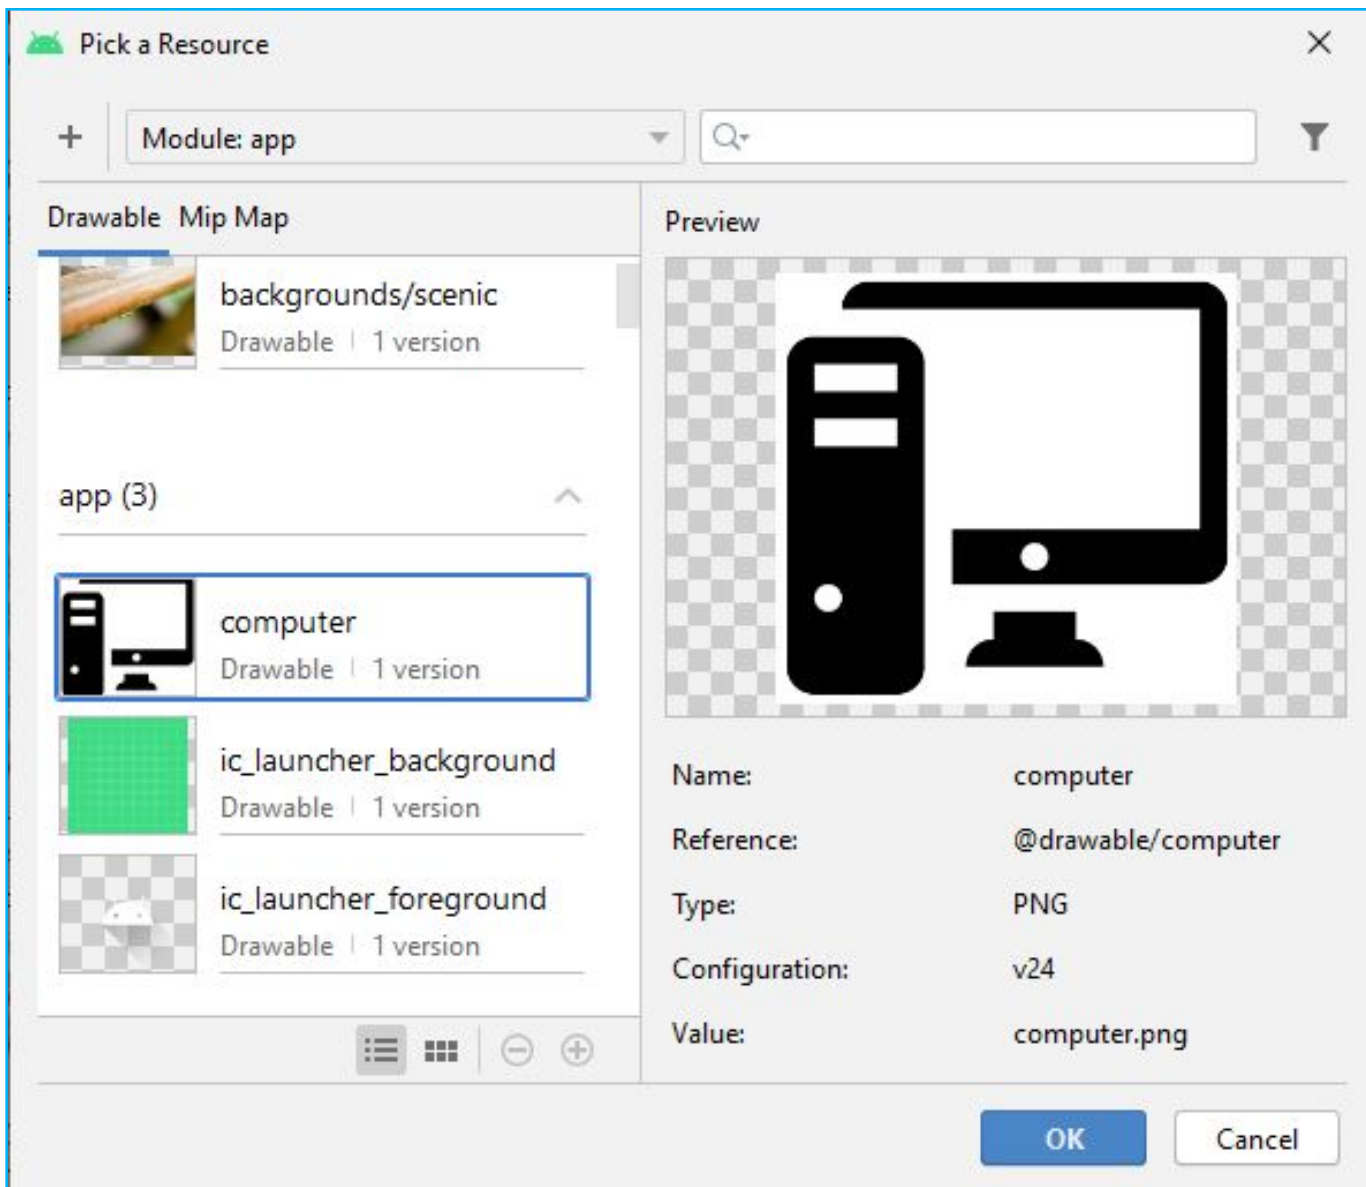 Pick a Resource
Module: app
Drawable Mip Map
backgrounds/scenic
Drawable | 1 version
app (3)
computer
Drawable | 1 version
ic_launcher_background
Drawable | 1 version
ic_launcher_foreground
Drawable | 1 version
Preview
Name: computer
Reference: @drawable/computer
Type: PNG
Configuration: v24
Value: computer.png
OK Cancel